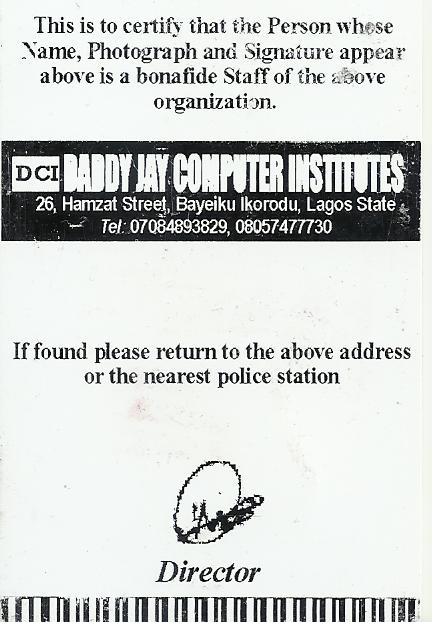 This is to certify that the Person whose
Name, Photograph and Signature appear
above is a bonafide Staff of the above
organization.
DCI DADDY JAY COMPUTER INSTITUTES
26, Hamzat Street, Bayeiku Ikorodu, Lagos State
Tel: 07084893829, 08057477730
If found please return to the above address
or the nearest police station
Director